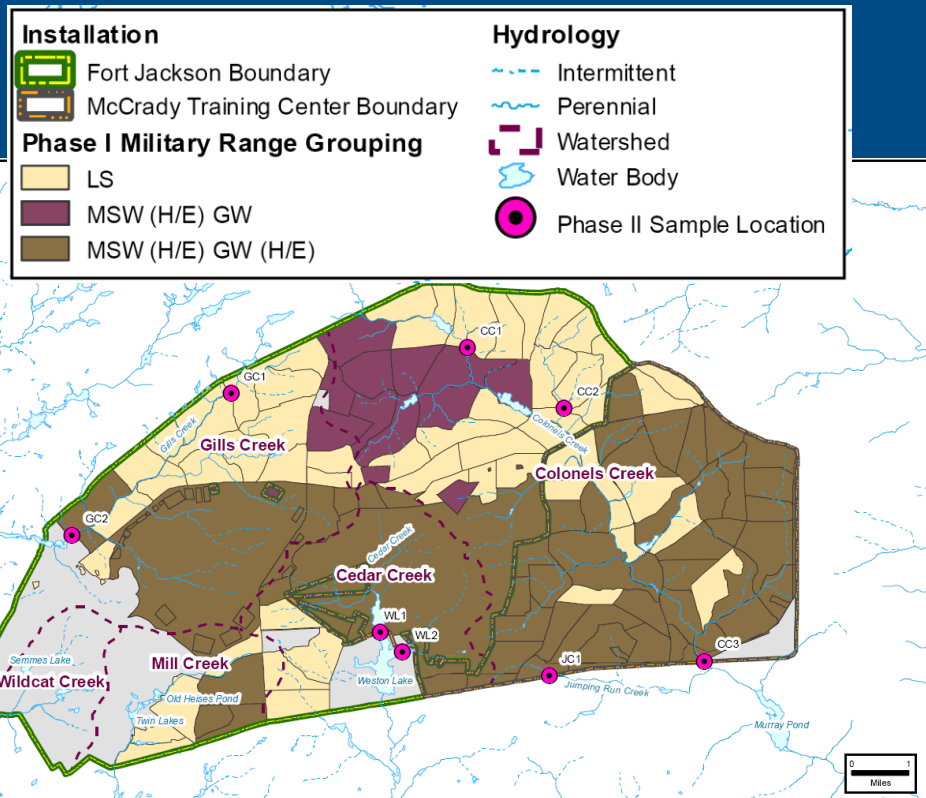 Installation
Fort Jackson Boundary
McCrady Training Center Boundary
Phase I Military Range Grouping
LS
MSW (H/E) GW
MSW (H/E) GW (H/E)
Hydrology
Intermittent
Perennial
Watershed
Water Body
Phase II Sample Location
CC1
GC1
CC2
Gills Creek
Colonels Creek
Gills Creek
Colonels Creek
GC2
Cedar Creek
Cedar Creek
WL1
WL2
CC3
JC1
Semmes Lake
Mill Creek
Wildcat Creek
Weston Lake
Jumping Run Creek
Old Heises Pond
Twin Lakes
Murray Pond
0 1
Miles